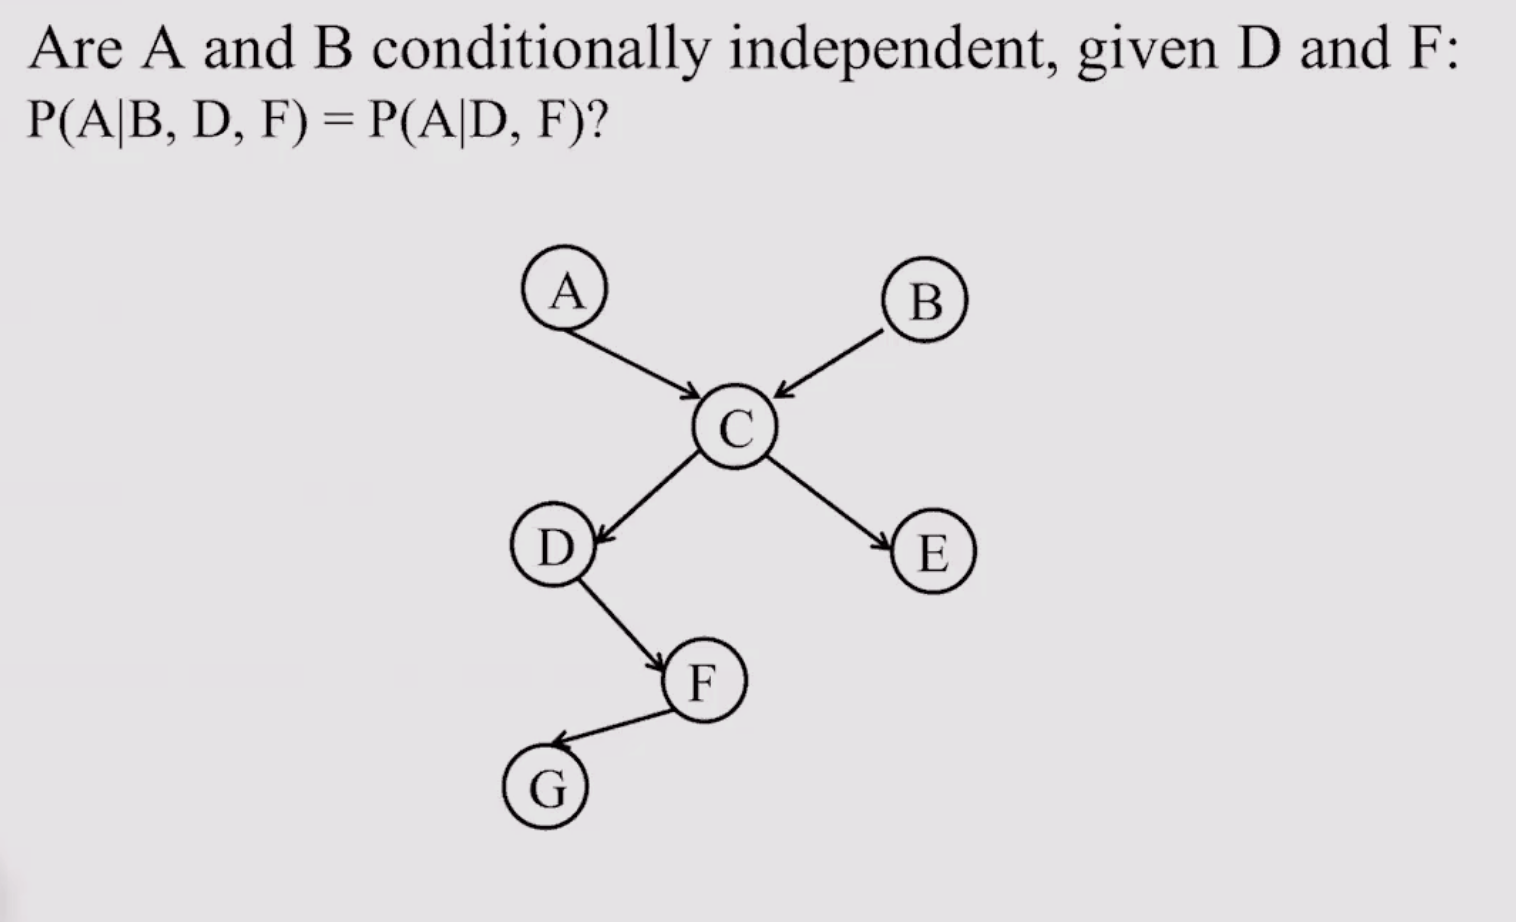 Are A and B conditionally independent, given D and F:
P(A|B, D, F) = P(A|D, F)?
A
B
C
D
E
F
G